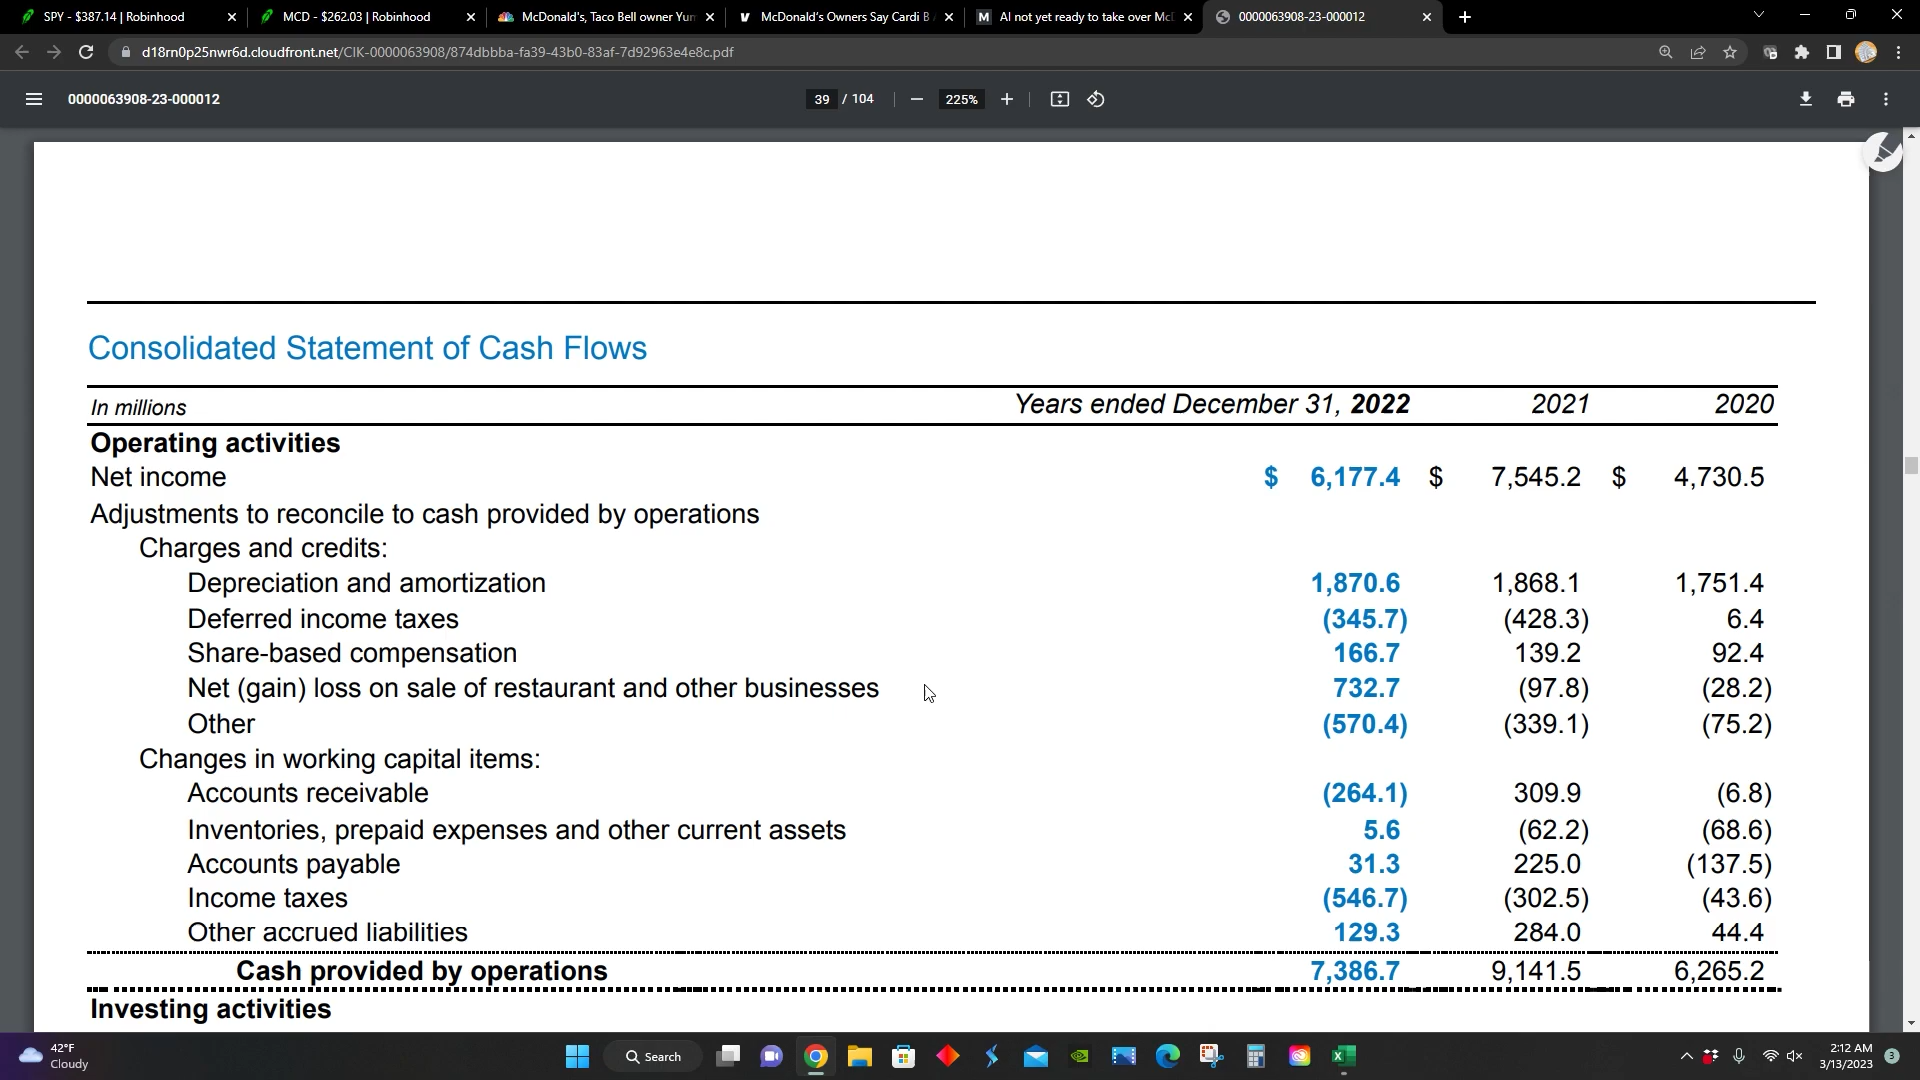 SPY - $387.14 | Robinhood
MCD - $262.03 | Robinhood
McDonald's, Taco Bell owner Yum
McDonald's Owners Say Cardi B
AI not yet ready to take over McD
0000063908-23-000012
d18rn0p25nwr6d.cloudfront.net/CIK-0000063908/874dbbba-fa39-43b0-83af-7d92963e4e8c.pdf
0000063908-23-000012
39 / 104
225%
Consolidated Statement of Cash Flows
In millions Years ended December 31, 2022 2021 2020
Operating activities
Net income $ 6,177.4 $ 7,545.2 $ 4,730.5
Adjustments to reconcile to cash provided by operations
Charges and credits:
Depreciation and amortization 1,870.6 1,868.1 1,751.4
Deferred income taxes (345.7) (428.3) 6.4
Share-based compensation 166.7 139.2 92.4
Net (gain) loss on sale of restaurant and other businesses 732.7 (97.8) (28.2)
Other (570.4) (339.1) (75.2)
Changes in working capital items:
Accounts receivable (264.1) 309.9 (6.8)
Inventories, prepaid expenses and other current assets 5.6 (62.2) (68.6)
Accounts payable 31.3 225.0 (137.5)
Income taxes (546.7) (302.5) (43.6)
Other accrued liabilities 129.3 284.0 44.4
Cash provided by operations 7,386.7 9,141.5 6,265.2
Investing activities
42°F
Cloudy
Search
2:12 AM
3/13/2023
3